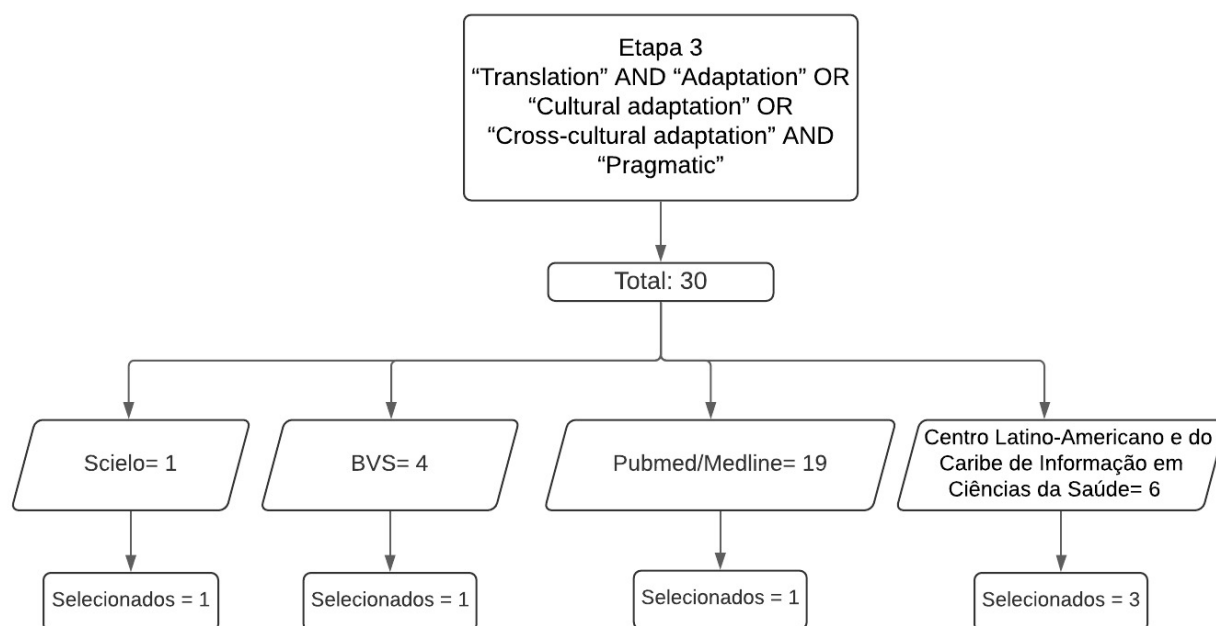 Etapa 3
“Translation” AND “Adaptation” OR
“Cultural adaptation” OR
“Cross-cultural adaptation” AND
“Pragmatic”
Total: 30
Scielo= 1
BVS= 4
Pubmed/Medline= 19
Centro Latino-Americano e do
Caribe de Informação em
Ciências da Saúde= 6
Selecionados = 1
Selecionados = 1
Selecionados = 1
Selecionados = 3